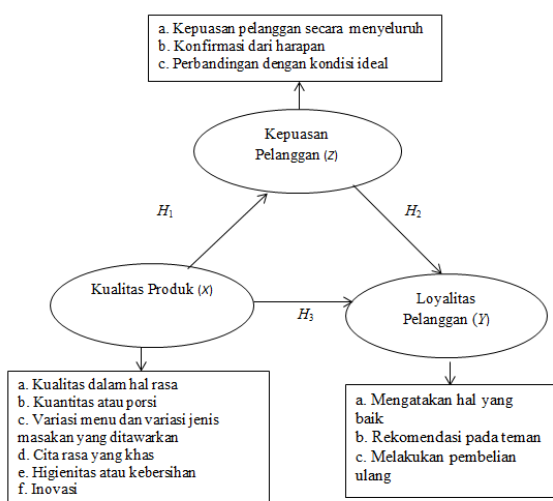 a. Kepuasan pelanggan secara menyeluruh
b. Konfirmasi dari harapan
c. Perbandingan dengan kondisi ideal
Kepuasan
Pelanggan (Z)
H1
H2
Kualitas Produk (X)
H3
Loyalitas
Pelanggan (Y)
a. Kualitas dalam hal rasa
b. Kuantitas atau porsi
c. Variasi menu dan variasi jenis
masakan yang ditawarkan
d. Cita rasa yang khas
e. Higienitas atau kebersihan
f. Inovasi
a. Mengatakan hal yang
baik
b. Rekomendasi pada teman
c. Melakukan pembelian
ulang